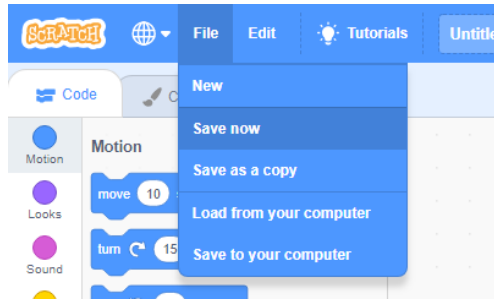 SCRATCH File Edit Tutorials Untitle
Code C
New
Save now
Save as a copy
Load from your computer
Save to your computer
Motion Motion
move 10
Looks
turn 15
Sound